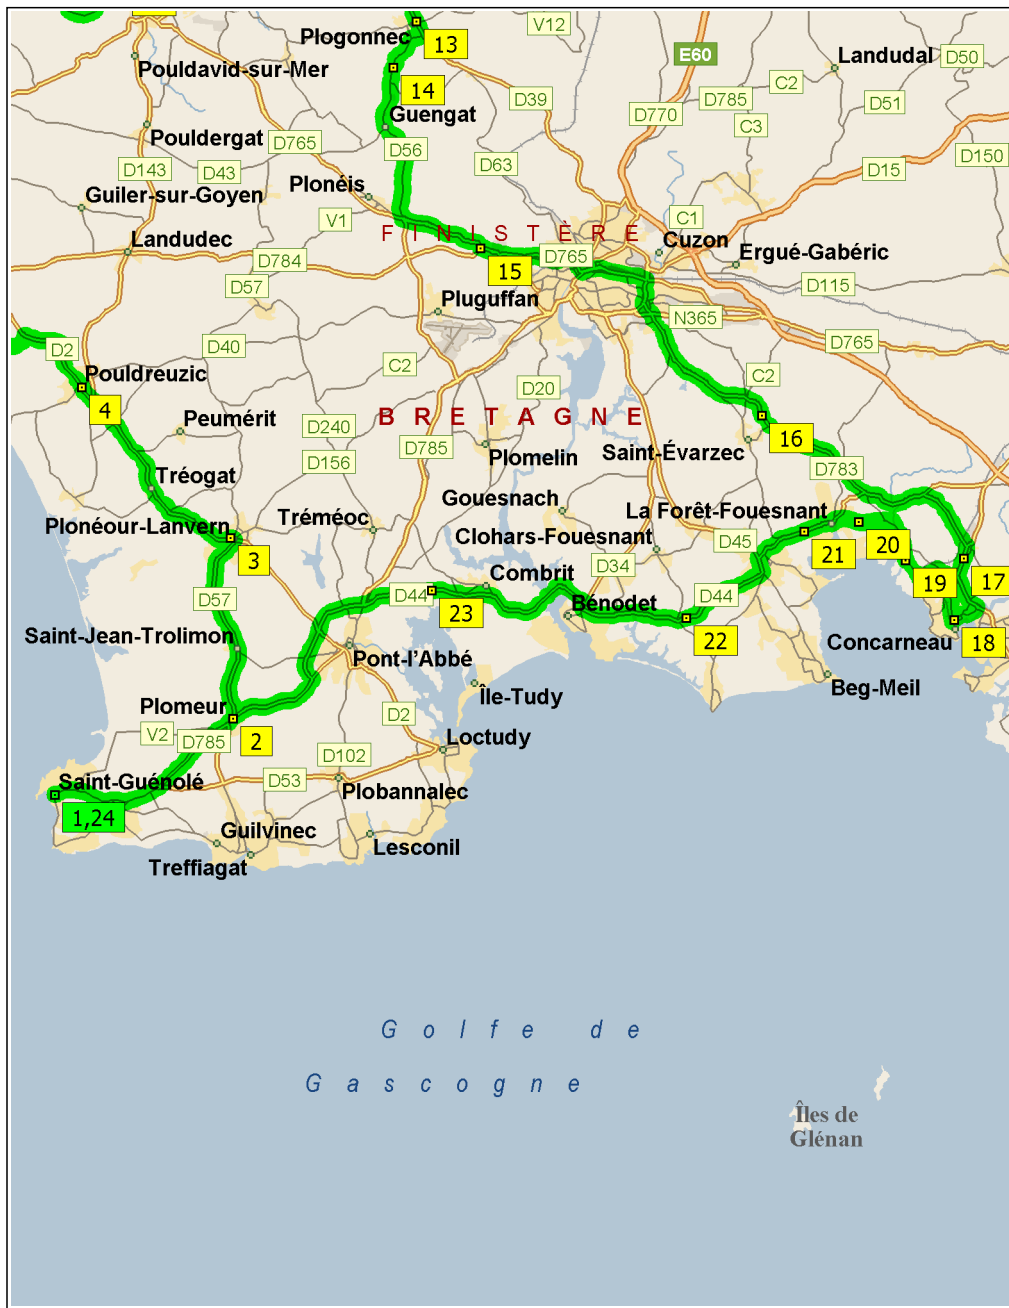 V12
Plogonnec
13
E60
Landudal
D50
Pouldavid-sur-Mer
14
D39
D785
C2
D51
D770
C3
Guengat
Pouldergat
D765
D56
D63
D150
D143
D43
D15
Plonéis
Guiler-sur-Goyen
V1
C1
FINISTÈRE
Landudec
Cuzon
D784
15
D765
Ergué-Gabéric
D57
D115
Pluguffan
N365
D40
D765
D2
C2
C2
Pouldreuzic
D20
4
BRETAGNE
Peumérit
D240
16
D785
Plomelin
Saint-Évarzec
D156
D783
Tréogat
Gouesnach
La Forêt-Fouesnant
Plonéour-Lanvern
Tréméoc
Clohars-Fouesnant
D45
21
20
3
D34
17
19
Combrit
D57
D44
D44
23
Bénodet
22
18
Saint-Jean-Trolimon
Concarneau
Pont-l'Abbé
Île-Tudy
Beg-Meil
Plomeur
D2
V2
D785
2
Loctudy
D102
Saint-Guénolé
D53
Plobannalec
1,24
Guilvinec
Lesconil
Treffiagat
Golfe de
Gascogne
Îles de
Glénan